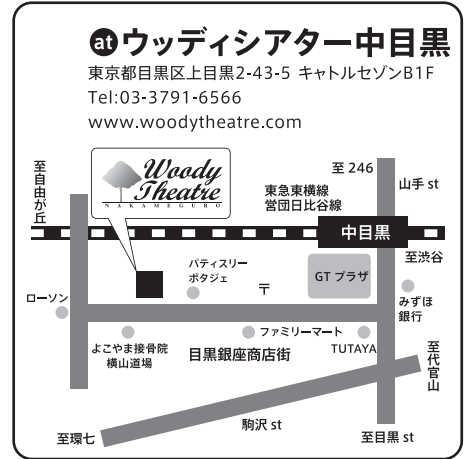 at ウッディシアター中目黒
東京都目黒区上目黒2-43-5 キャトルセゾンB1F
Tel:03-3791-6566
www.woodytheatre.com
Woody
Theatre
NAKAMEGURO
至自由が丘
至 246
山手 st
東急東横線
営団日比谷線
中目黒
至渋谷
パティスリー
ポタジェ
〒
GT プラザ
ローソン
みずほ
銀行
よこやま接骨院
横山道場
ファミリーマート
目黒銀座商店街
TUTAYA
至代官山
駒沢 st
至環七
至目黒 st